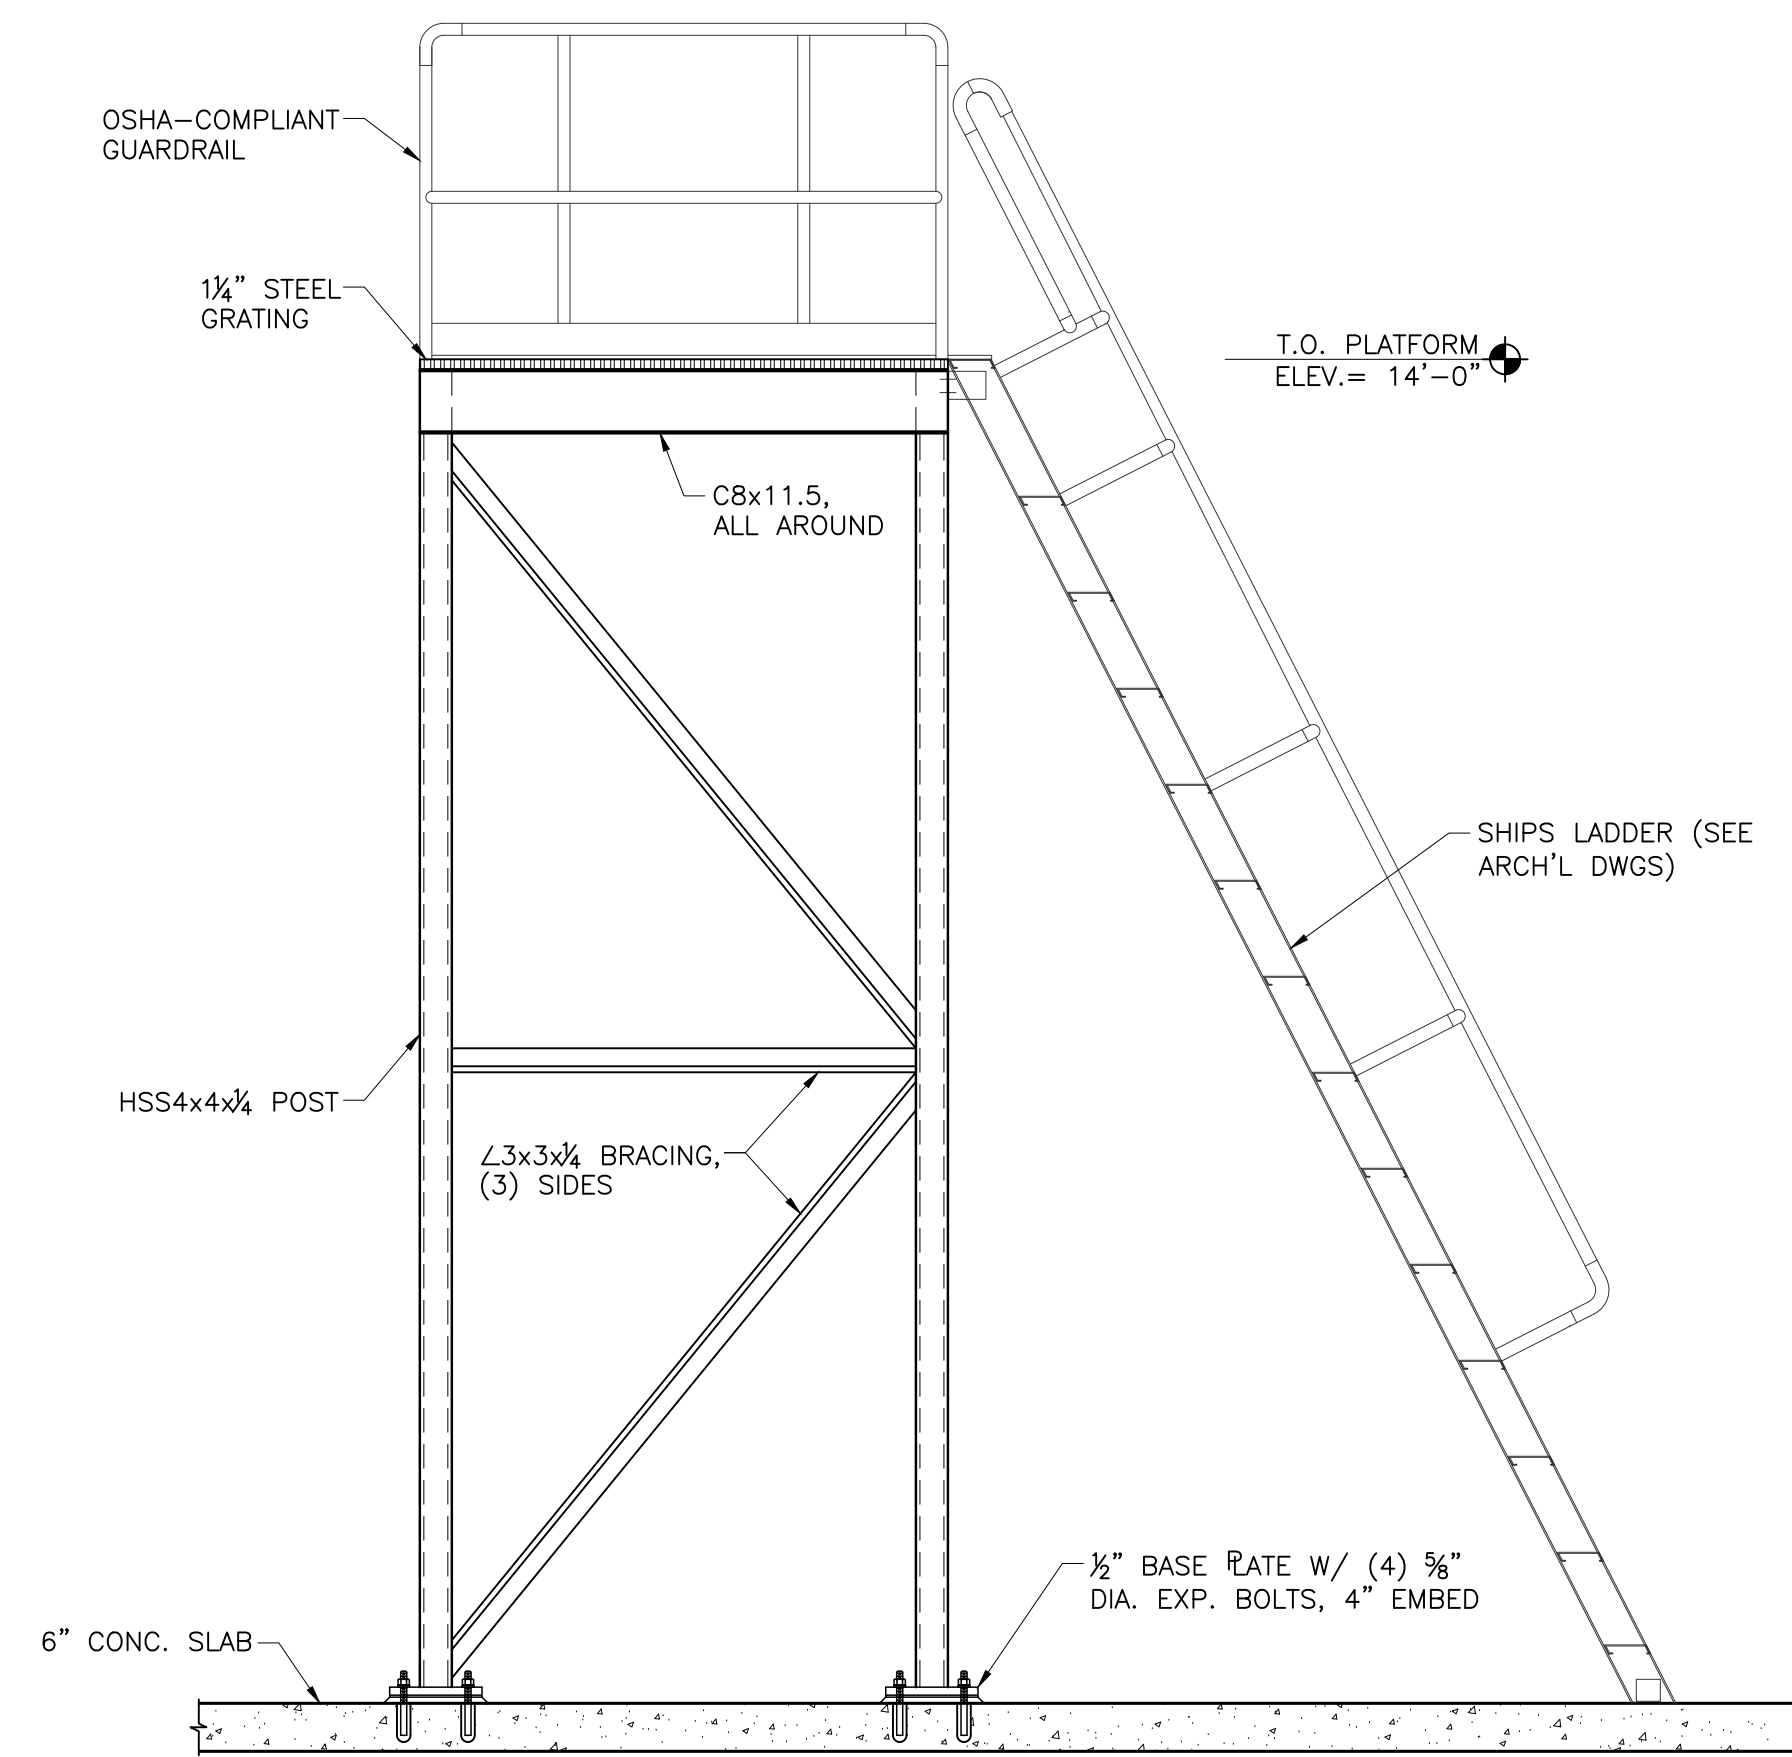 OSHA-COMPLIANT
GUARDRAIL
1¼" STEEL
GRATING
T.O. PLATFORM
ELEV.= 14'-0"
C8x11.5,
ALL AROUND
SHIPS LADDER (SEE
ARCH'L DWGS)
HSS4x4x¼ POST
∠3x3x¼ BRACING,
(3) SIDES
½" BASE PLATE W/ (4) ⅝"
DIA. EXP. BOLTS, 4" EMBED
6" CONC. SLAB